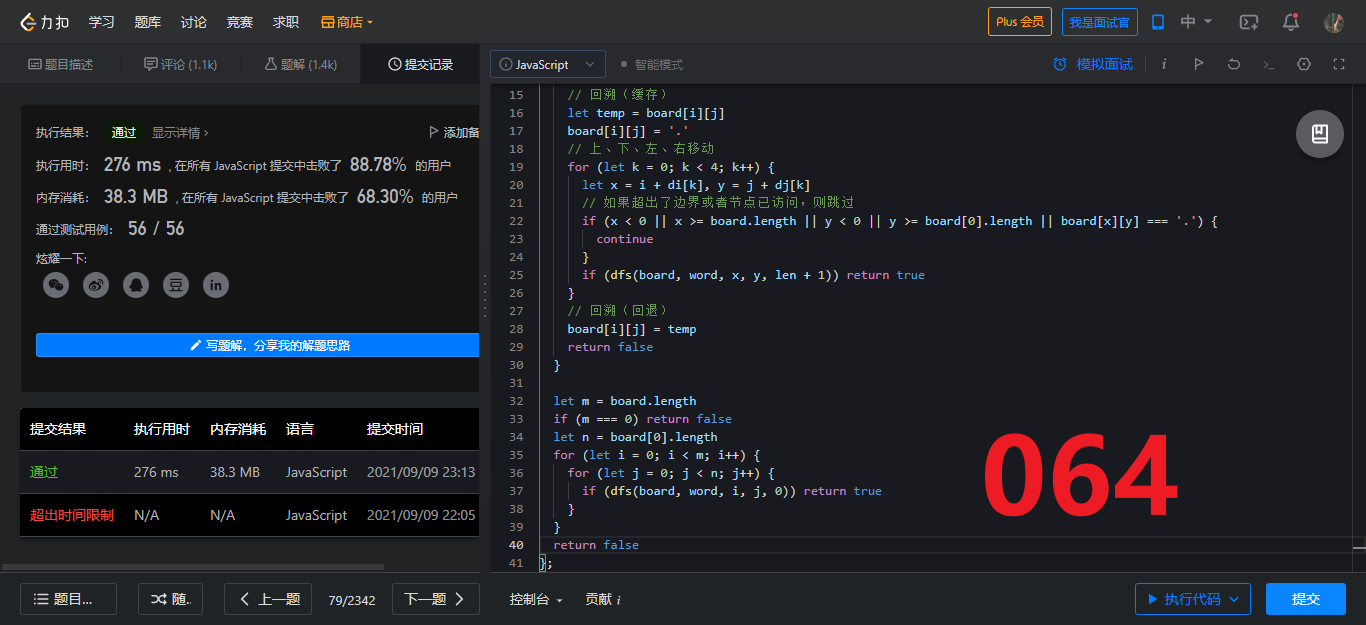 力扣 学习 题库 讨论 竞赛 求职 商店 Plus 会员 我是面试官 中
题目描述 评论 (1.1k) 题解 (1.4k) 提交记录
执行结果： 通过 显示详情 › 添加备
执行用时： 276 ms , 在所有 JavaScript 提交中击败了 88.78% 的用户
内存消耗： 38.3 MB , 在所有 JavaScript 提交中击败了 68.30% 的用户
通过测试用例： 56 / 56
炫耀一下:
豆 in
写题解，分享我的解题思路
提交结果 执行用时 内存消耗 语言 提交时间
通过 276 ms 38.3 MB JavaScript 2021/09/09 23:13
超出时间限制 N/A N/A JavaScript 2021/09/09 22:05
题目... 随.. 上一题 79/2342 下一题
i JavaScript 智能模式 模拟面试 i
15 // 回溯（缓存）
16 let temp = board[i][j]
17 board[i][j] = '.'
18 // 上、下、左、右移动
19 for (let k = 0; k < 4; k++) {
20 let x = i + di[k], y = j + dj[k]
21 // 如果超出了边界或者节点已访问，则跳过
22 if (x < 0 || x >= board.length || y < 0 || y >= board[0].length || board[x][y] === '.') {
23 continue
24 }
25 if (dfs(board, word, x, y, len + 1)) return true
26 }
27 // 回溯（回退）
28 board[i][j] = temp
29 return false
30 }
31
32 let m = board.length
33 if (m === 0) return false
34 let n = board[0].length
35 for (let i = 0; i < m; i++) {
36 for (let j = 0; j < n; j++) {
37 if (dfs(board, word, i, j, 0)) return true
38 }
39 }
40 return false
41 };
064
控制台 贡献 i 执行代码 提交